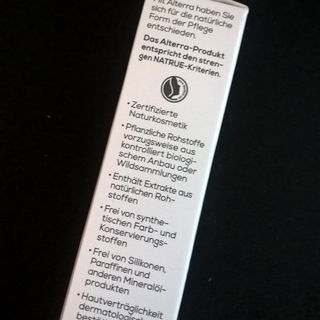 Mit Alterra haben Sie
sich für die natürliche
Form der Pflege
entschieden.
Das Alterra-Produkt
entspricht den stren-
gen NATRUE-Kriterien.
• Zertifizierte
Naturkosmetik
• Pflanzliche Rohstoffe
vorzugsweise aus
kontrolliert biologi-
schem Anbau oder
Wildsammlungen
• Enthält Extrakte aus
natürlichen Roh-
stoffen
• Frei von synthe-
tischen Farb- und
Konservierungs-
stoffen
• Frei von Silikonen,
Paraffinen und
anderen Mineralöl-
produkten
• Hautverträglichkeit
dermatologisch